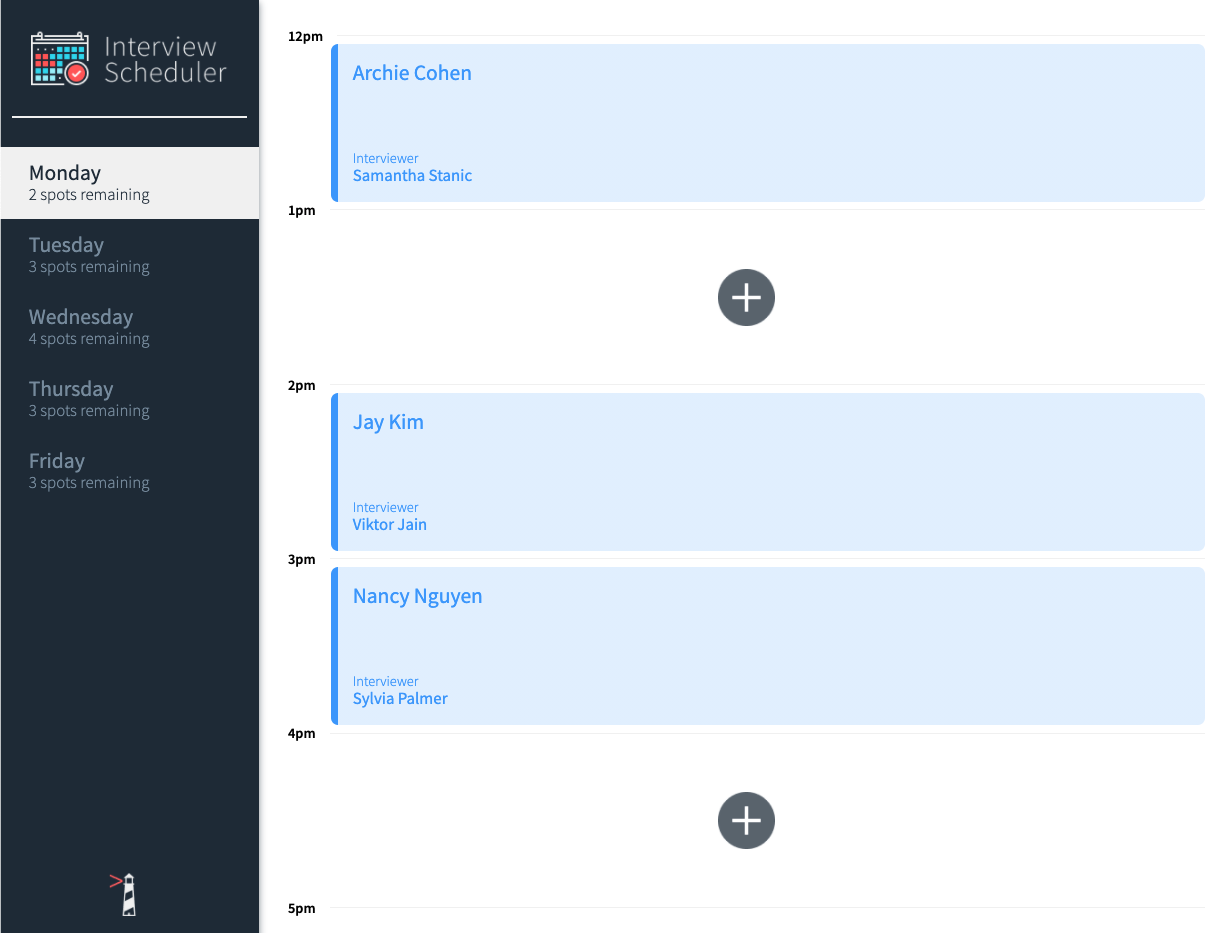 Interview
Scheduler
Monday
2 spots remaining
Tuesday
3 spots remaining
Wednesday
4 spots remaining
Thursday
3 spots remaining
Friday
3 spots remaining
12pm
Archie Cohen
Interviewer
Samantha Stanic
1pm
2pm
Jay Kim
Interviewer
Viktor Jain
3pm
Nancy Nguyen
Interviewer
Sylvia Palmer
4pm
5pm